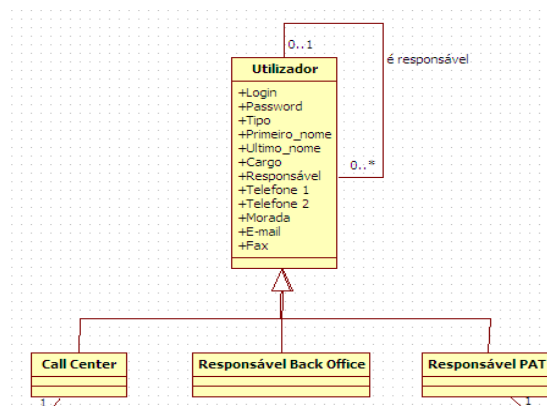 0..1
é responsável
Utilizador
+Login
+Password
+Tipo
+Primeiro_nome
+Ultimo_nome
+Cargo
+Responsável
+Telefone 1
+Telefone 2
+Morada
+E-mail
+Fax
0..*
Call Center
Responsável Back Office
Responsável PAT
1
1